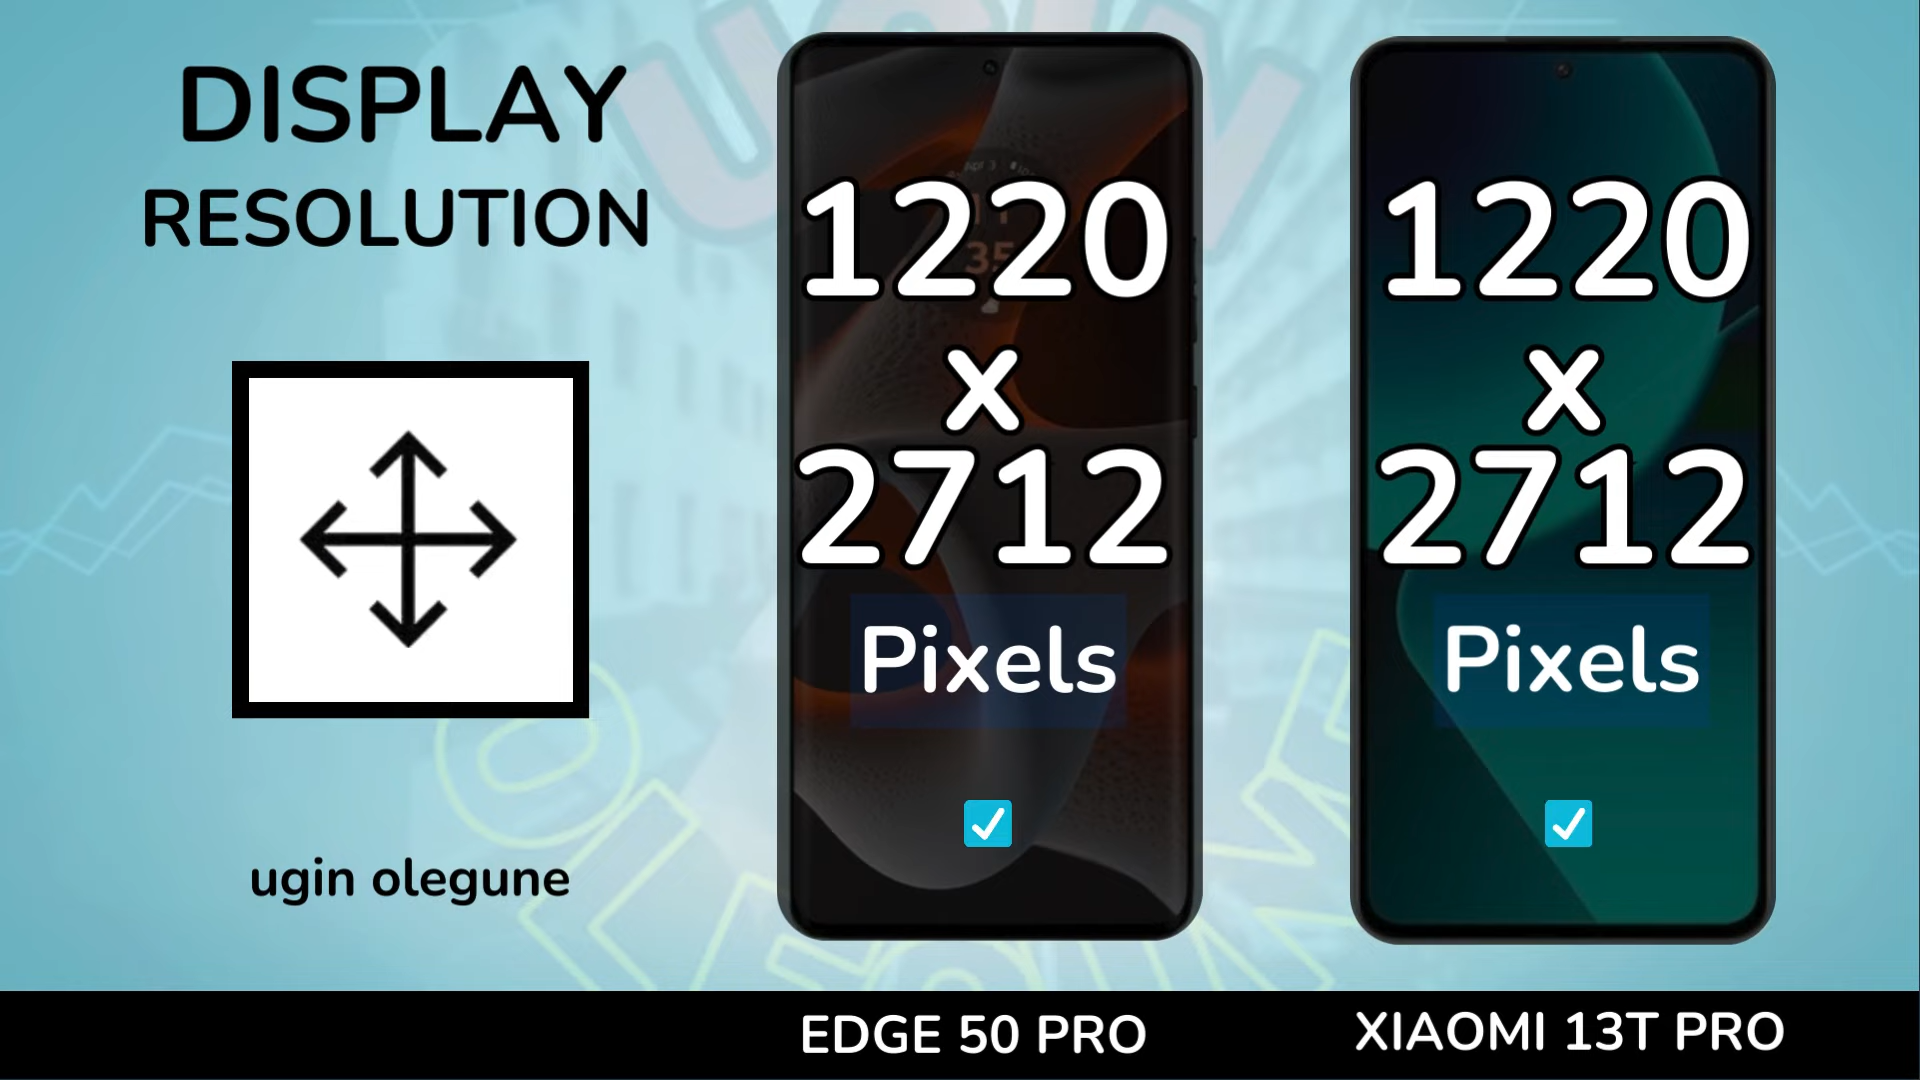 DISPLAY
RESOLUTION
ugin olegune
1220
x
2712
Pixels
1220
x
2712
Pixels
EDGE 50 PRO
XIAOMI 13T PRO